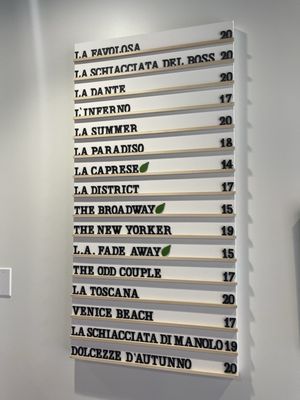 LA FAVOLOSA 20
LA SCHIACCIATA DEL BOSS 20
LA DANTE 20
L'INFERNO 17
LA SUMMER 20
LA PARADISO 18
LA CAPRESE 14
LA DISTRICT 17
THE BROADWAY 15
THE NEW YORKER 19
L.A. FADE AWAY 15
THE ODD COUPLE 17
LA TOSCANA 20
VENICE BEACH 17
LA SCHIACCIATA DI MANOLO 19
DOLCEZZE D'AUTUNNO 20